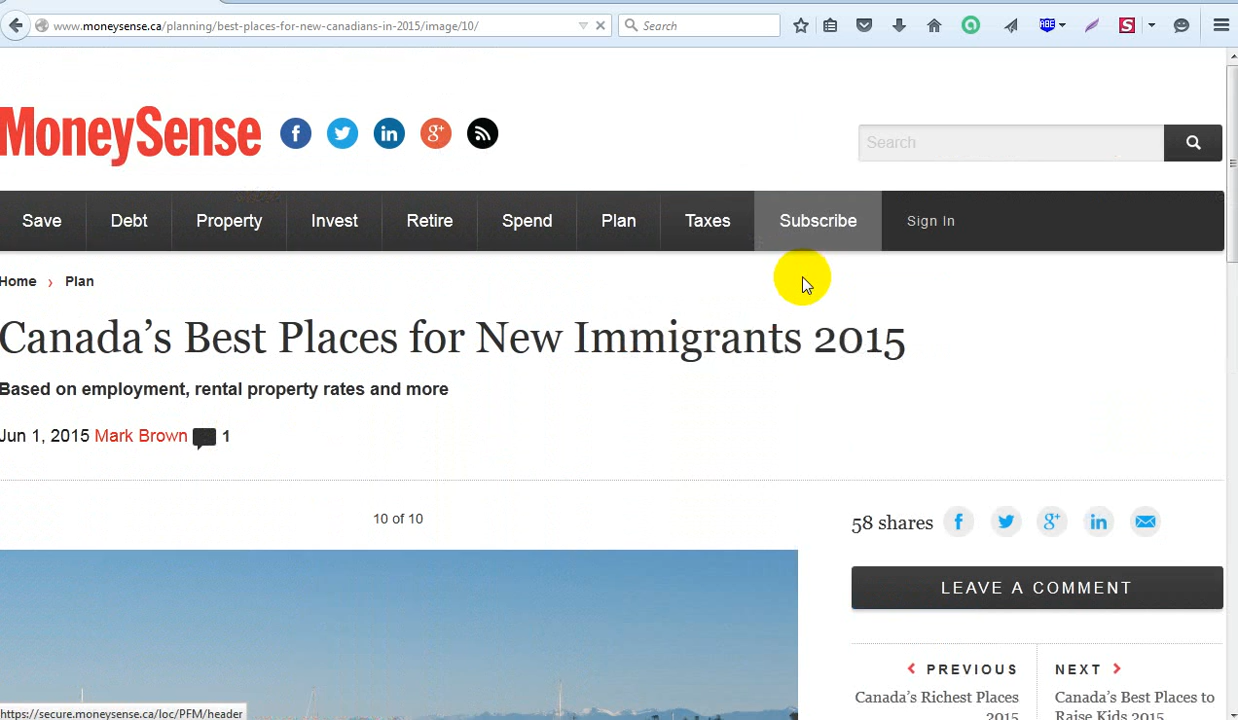 www.moneysense.ca/planning/best-places-for-new-canadians-in-2015/image/10/
Search
ABE
S
MoneySense
f
in
g+
Search
Save Debt Property Invest Retire Spend Plan Taxes Subscribe Sign In
Home › Plan
Canada’s Best Places for New Immigrants 2015
Based on employment, rental property rates and more
Jun 1, 2015 Mark Brown 1
10 of 10
58 shares f g+ in
LEAVE A COMMENT
PREVIOUS
Canada’s Richest Places
2015
NEXT
Canada’s Best Places to
Raise Kids 2015
https://secure.moneysense.ca/loc/PFM/header